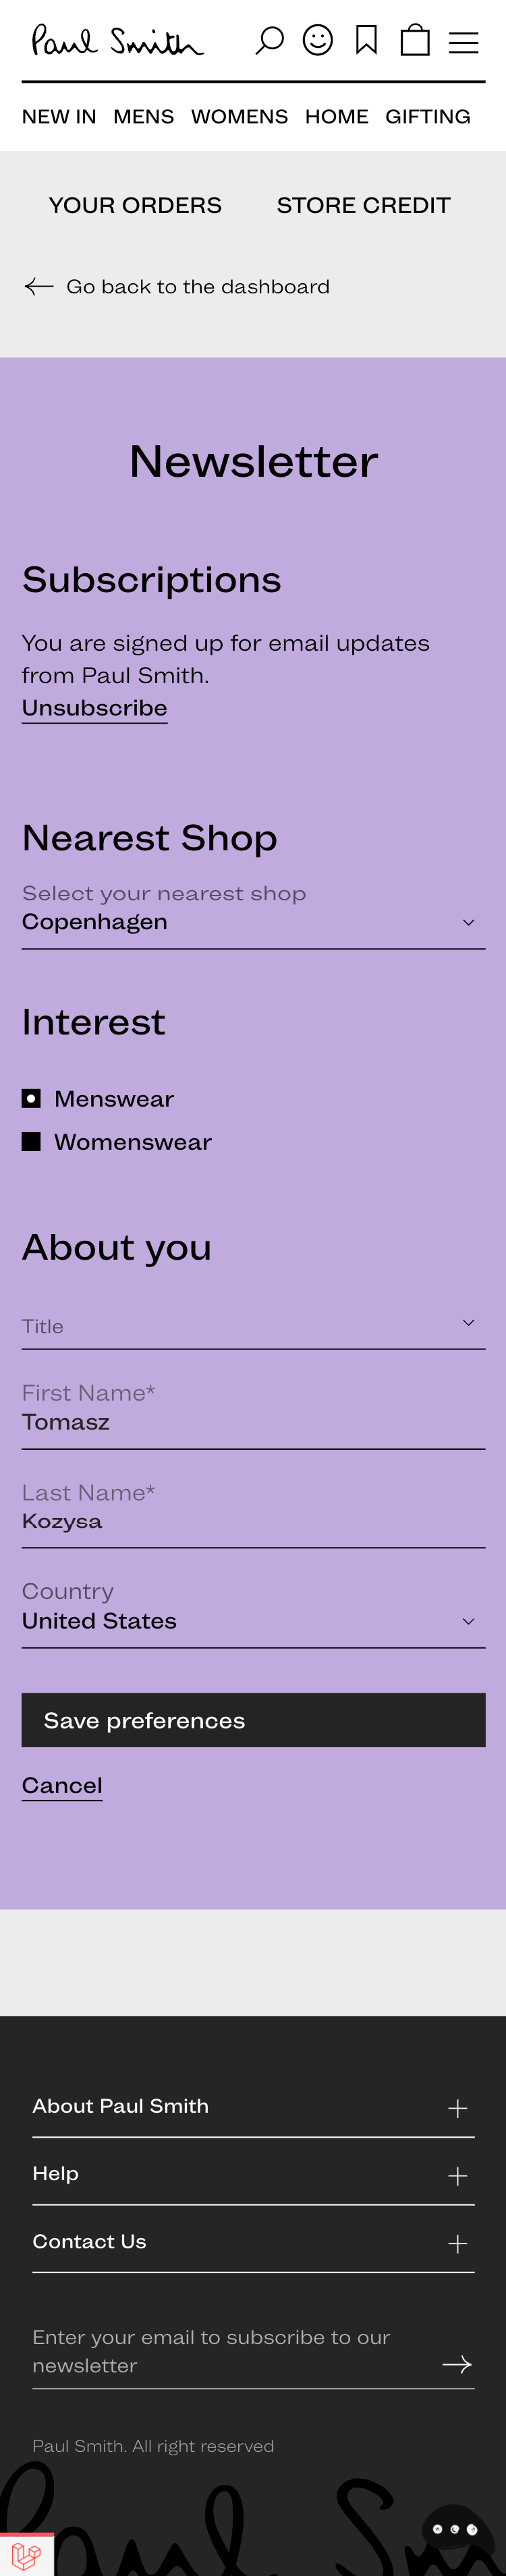 Paul Smith
NEW IN MENS WOMENS HOME GIFTING
YOUR ORDERS STORE CREDIT
Go back to the dashboard
Newsletter
Subscriptions
You are signed up for email updates
from Paul Smith.
Unsubscribe
Nearest Shop
Select your nearest shop
Copenhagen
Interest
Menswear
Womenswear
About you
Title
First Name*
Tomasz
Last Name*
Kozysa
Country
United States
Save preferences
Cancel
About Paul Smith
Help
Contact Us
Enter your email to subscribe to our
newsletter
Paul Smith. All right reserved
Paul Sm